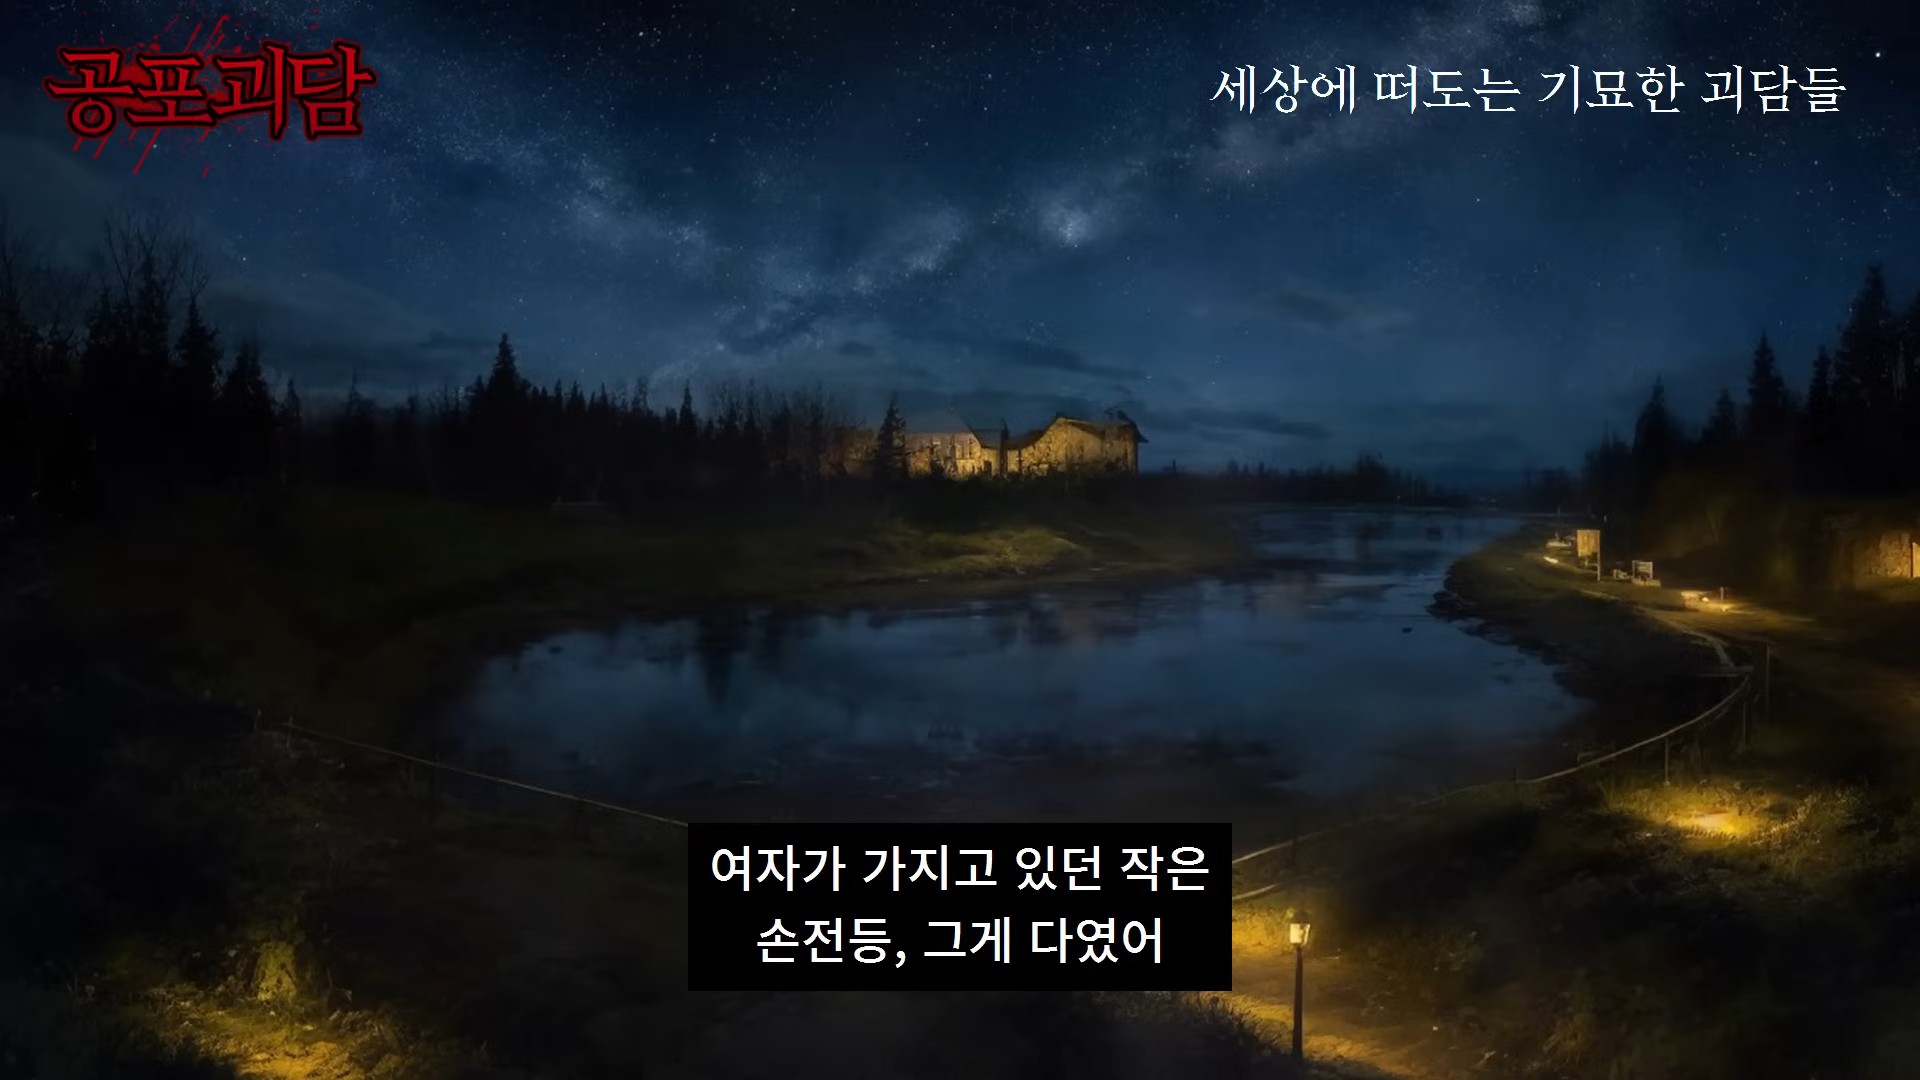 공포괴담
세상에 떠도는 기묘한 괴담들
여자가 가지고 있던 작은
손전등, 그게 다였어